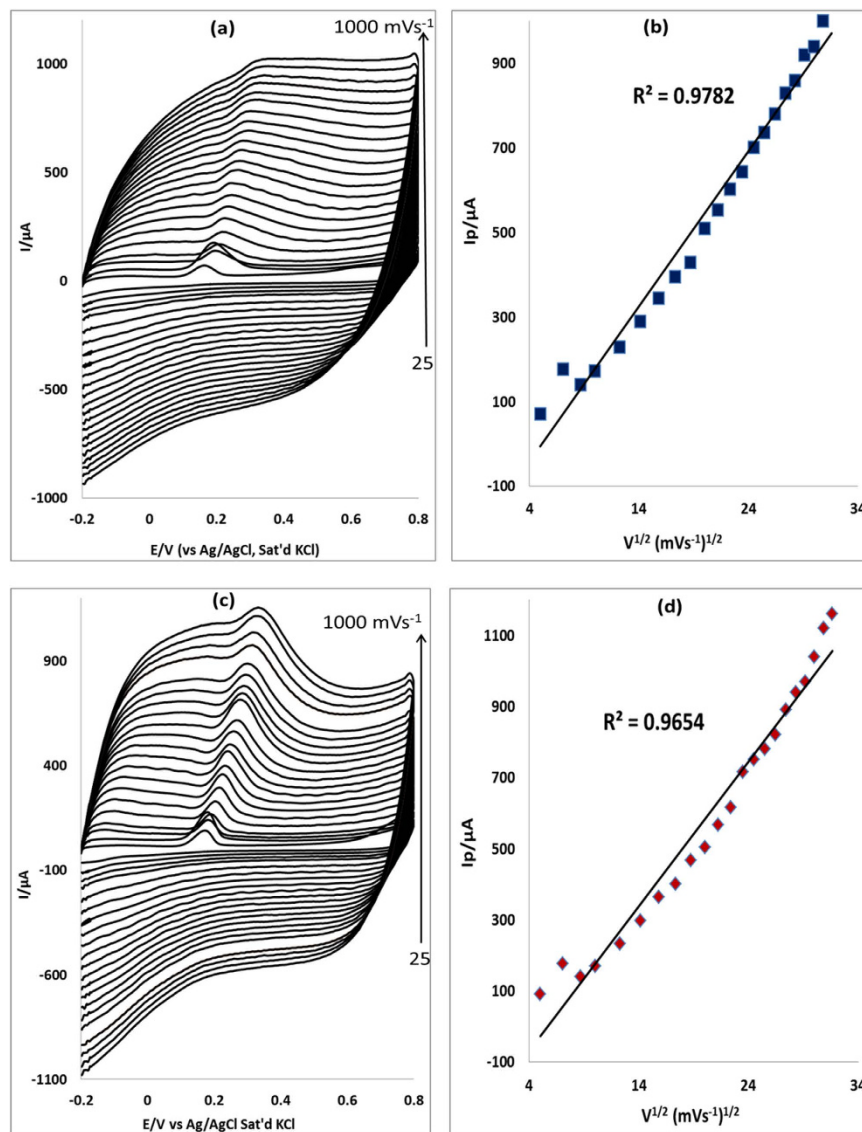 (a)
1000 mVs⁻¹
1000
500
0
-500
-1000
I/µA
25
-0.2 0 0.2 0.4 0.6 0.8
E/V (vs Ag/AgCl, Sat'd KCl)
(b)
R² = 0.9782
900
700
500
300
100
-100
Ip/µA
4 14 24 34
V¹/² (mVs⁻¹)¹/²
(c)
1000 mVs⁻¹
900
400
-100
-600
-1100
I/µA
25
-0.2 0 0.2 0.4 0.6 0.8
E/V vs Ag/AgCl Sat'd KCl
(d)
R² = 0.9654
1100
900
700
500
300
100
-100
Ip/µA
4 14 24 34
V¹/² (mVs⁻¹)¹/²